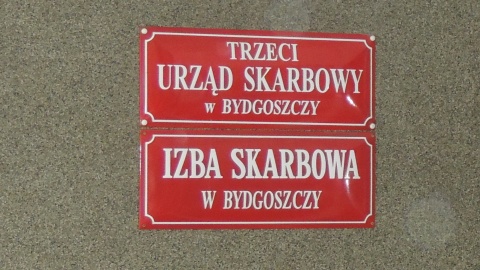 TRZECI
URZĄD SKARBOWY
w BYDGOSZCZY
IZBA SKARBOWA
W BYDGOSZCZY